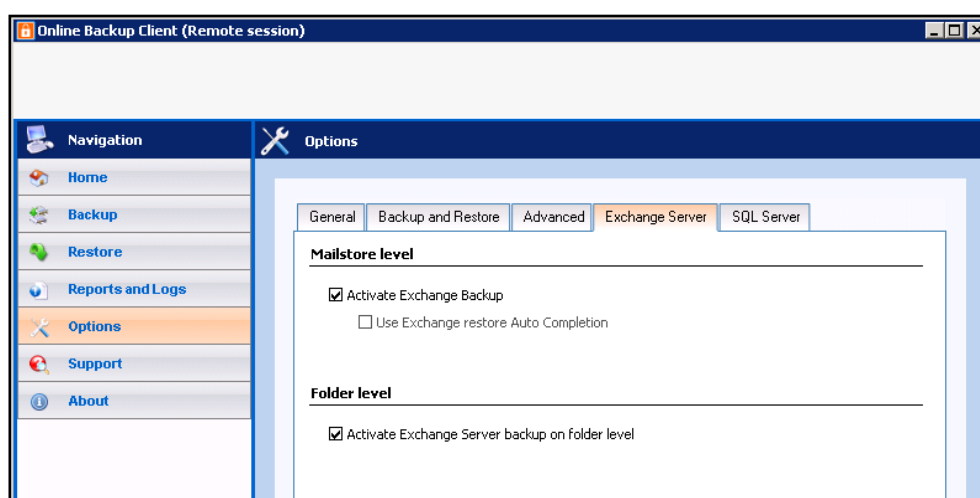 Online Backup Client (Remote session)
Navigation
Options
Home
Backup
Restore
Reports and Logs
Options
Support
About
General
Backup and Restore
Advanced
Exchange Server
SQL Server
Mailstore level
Activate Exchange Backup
Use Exchange restore Auto Completion
Folder level
Activate Exchange Server backup on folder level